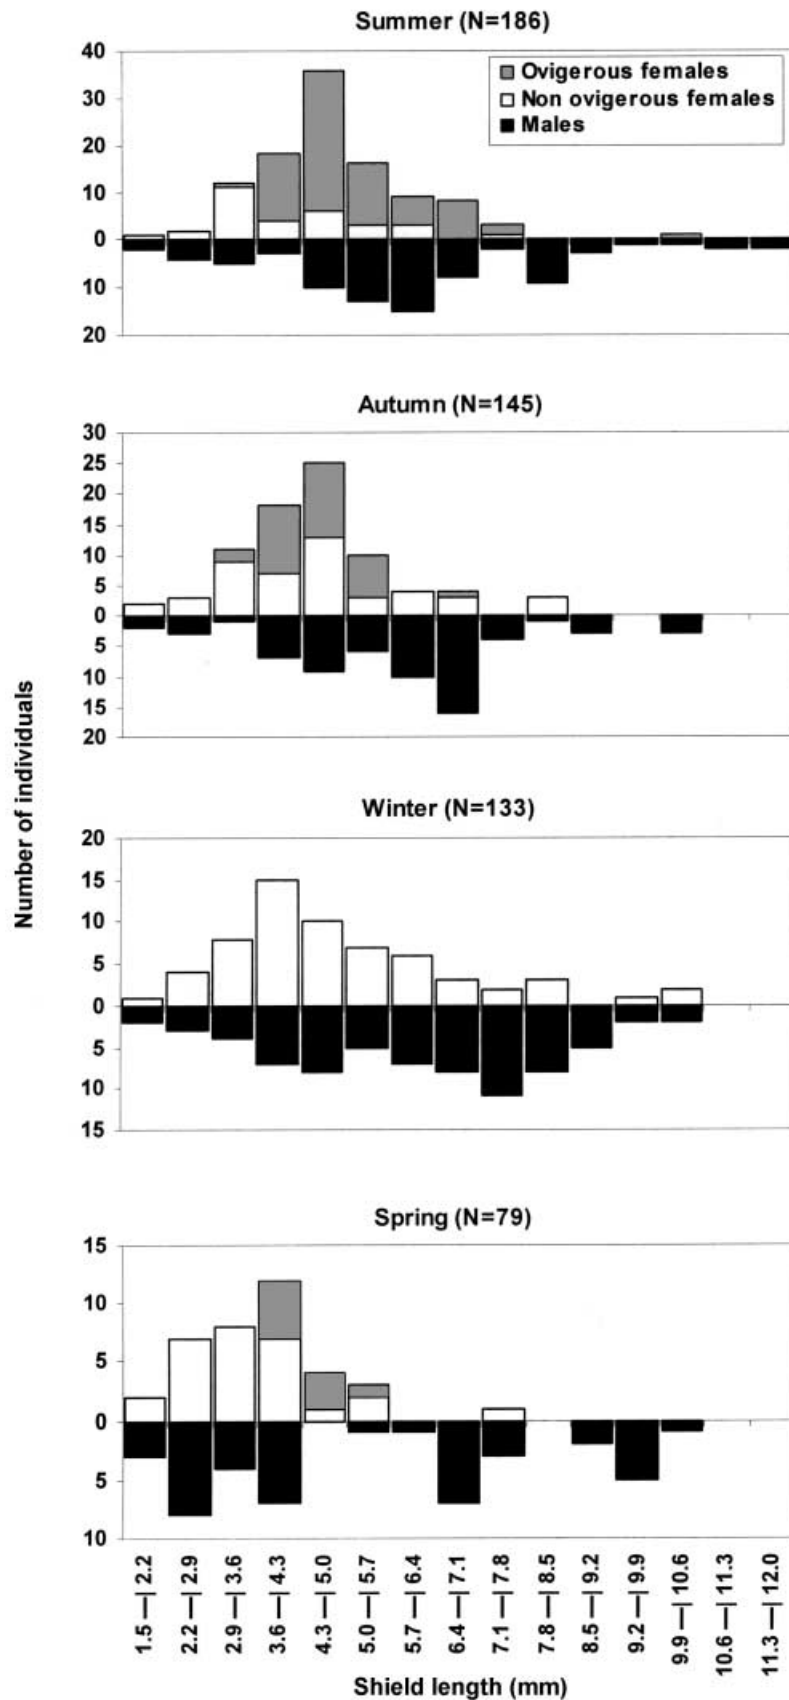 Summer (N=186)
40
30
20
10
0
10
20
Ovigerous females
Non ovigerous females
Males
Autumn (N=145)
30
25
20
15
10
5
0
5
10
15
20
Number of individuals
Winter (N=133)
20
15
10
5
0
5
10
15
Spring (N=79)
15
10
5
0
5
10
1.5 —| 2.2
2.2 —| 2.9
2.9 —| 3.6
3.6 —| 4.3
4.3 —| 5.0
5.0 —| 5.7
5.7 —| 6.4
6.4 —| 7.1
7.1 —| 7.8
7.8 —| 8.5
8.5 —| 9.2
9.2 —| 9.9
9.9 —| 10.6
10.6 —| 11.3
11.3 —| 12.0
Shield length (mm)